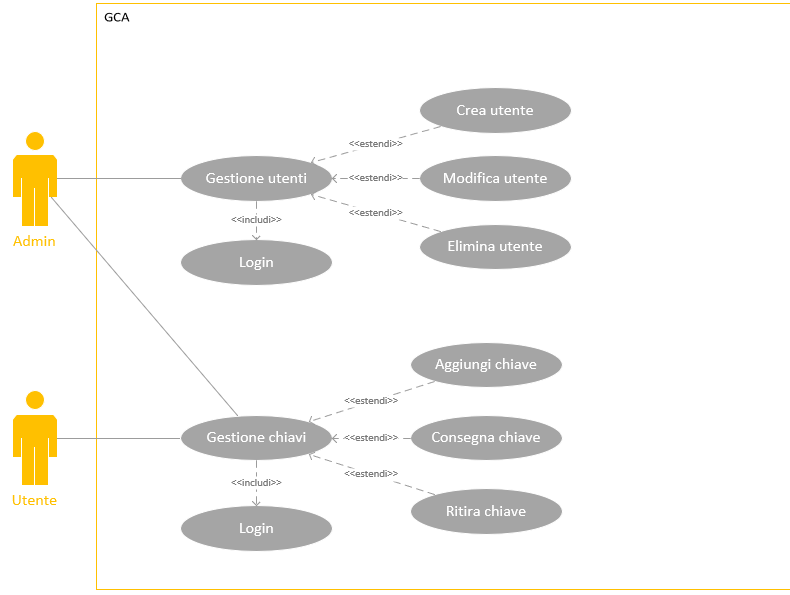 GCA
Crea utente
<<estendi>>
Gestione utenti
<<estendi>>
Modifica utente
<<estendi>>
<<includi>>
Admin
Elimina utente
Login
Aggiungi chiave
<<estendi>>
Gestione chiavi
<<estendi>>
Consegna chiave
<<estendi>>
<<includi>>
Utente
Ritira chiave
Login